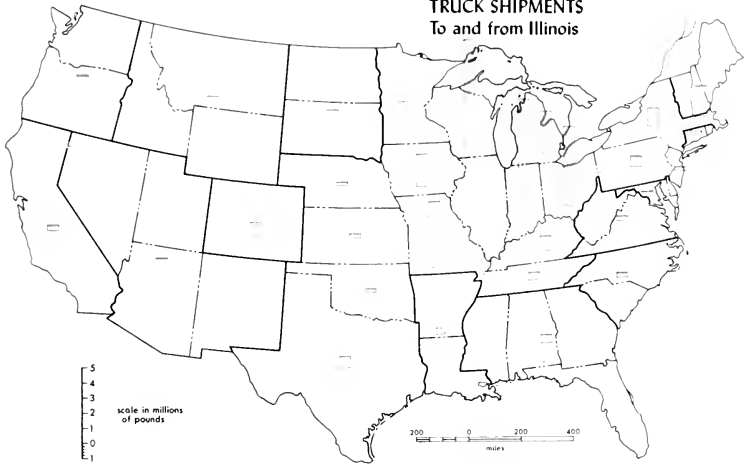 TRUCK SHIPMENTS
To and from Illinois
5
4
3
2
1
0
1
scale in millions
of pounds
200 0 200 400
miles